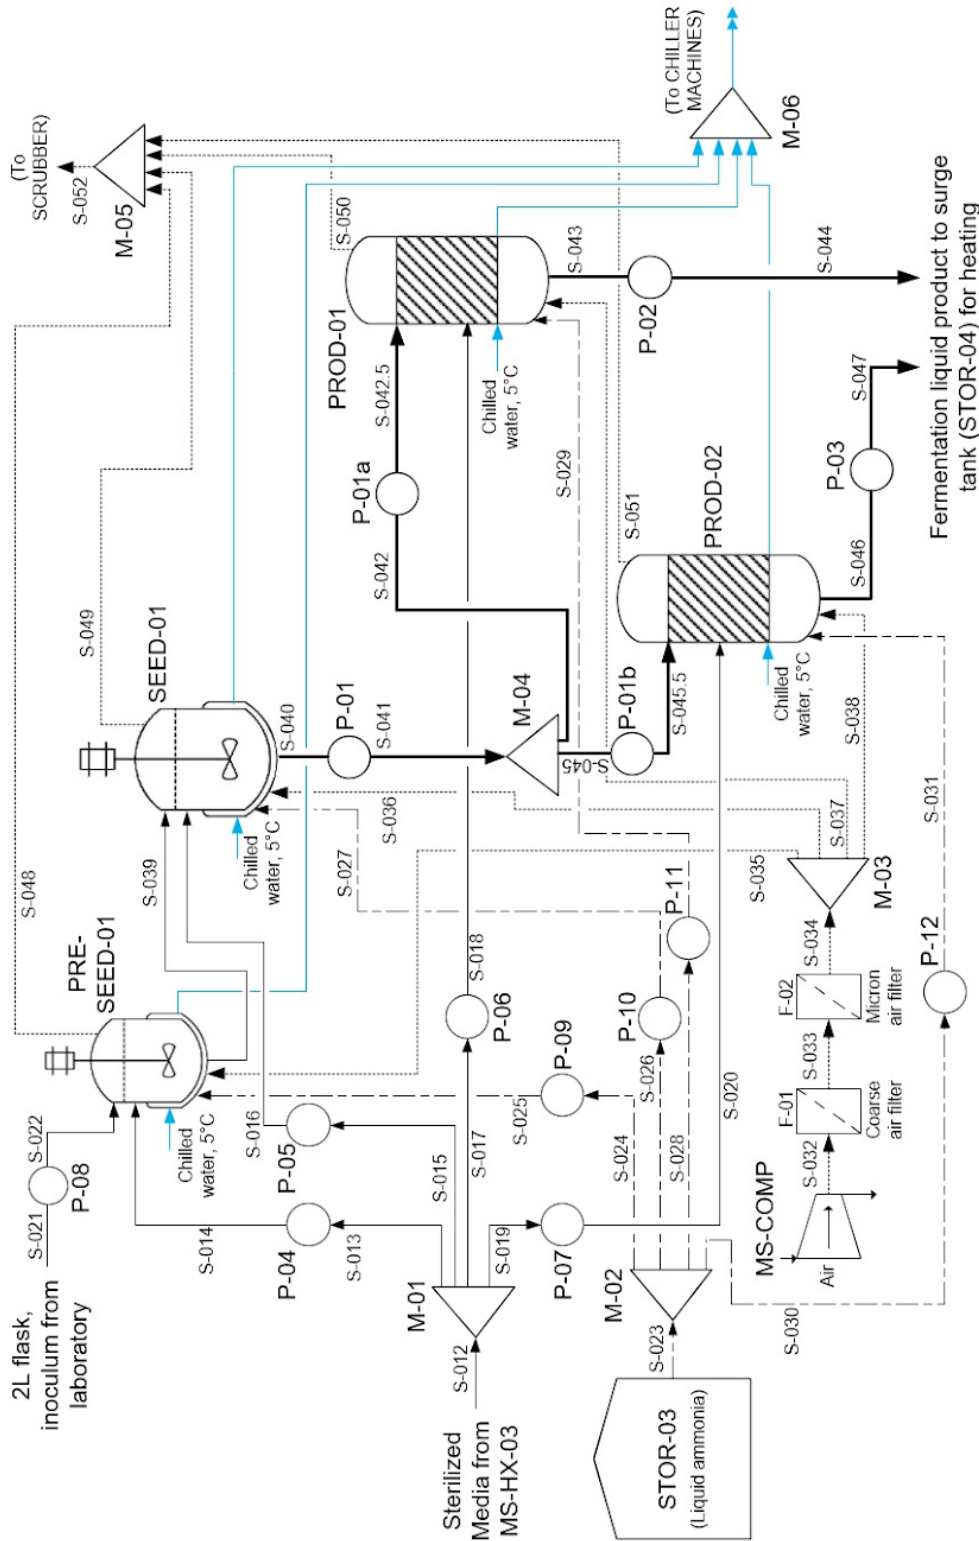 2L flask,
inoculum from
laboratory
S-021
P-08
S-022
PRE-
SEED-01
Chilled
water, 5°C
S-048
SEED-01
S-049
Chilled
water, 5°C
S-039
S-040
P-01
S-041
M-04
S-042
P-01a
S-042.5
S-045
P-01b
S-045.5
(To
SCRUBBER)
S-052
M-05
PROD-01
S-050
Chilled
water, 5°C
S-043
P-02
S-044
(To CHILLER
MACHINES)
M-06
PROD-02
S-051
Chilled
water, 5°C
S-046
P-03
S-047
Fermentation liquid product to surge
tank (STOR-04) for heating
Sterilized
Media from
MS-HX-03
S-012
M-01
S-013
P-04
S-014
S-015
P-05
S-016
S-017
P-06
S-018
S-019
P-07
S-020
STOR-03
(Liquid ammonia)
S-023
M-02
S-024
P-09
S-025
S-026
P-10
S-027
S-028
P-11
S-029
S-030
P-12
S-031
MS-COMP
Air
S-032
F-01
Coarse
air filter
S-033
F-02
Micron
air filter
S-034
M-03
S-035
S-036
S-037
S-038